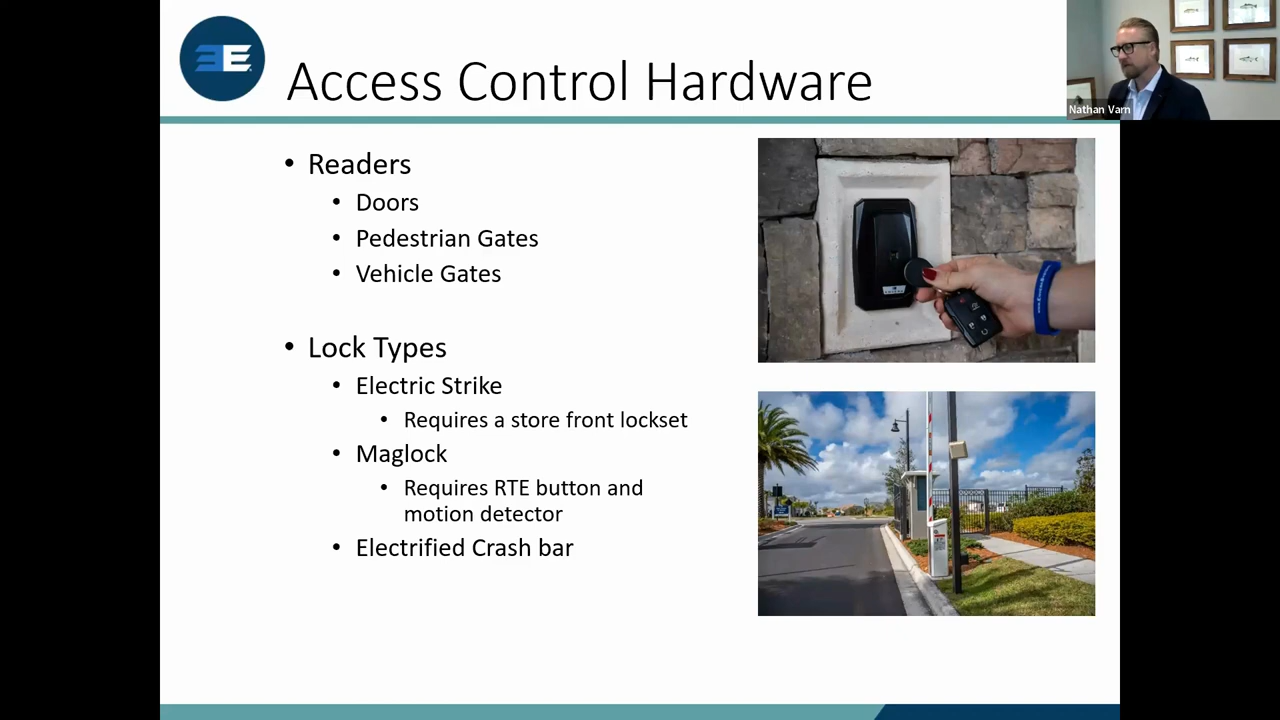 Access Control Hardware
Nathan Varn
• Readers
• Doors
• Pedestrian Gates
• Vehicle Gates
• Lock Types
• Electric Strike
• Requires a store front lockset
• Maglock
• Requires RTE button and
motion detector
• Electrified Crash bar